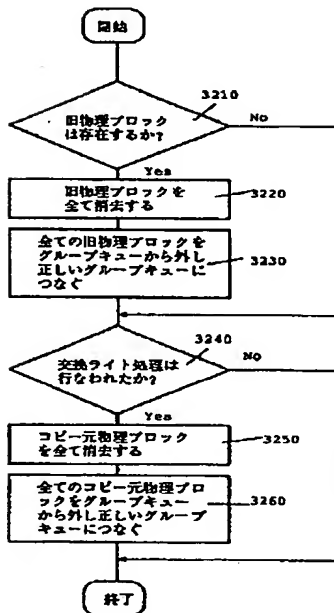 開始
3210
旧物理ブロック
は存在するか?
No
Yes
3220
旧物理ブロックを
全て消去する
3230
全ての旧物理ブロックを
グループキューから外し
正しいグループキューに
つなぐ
3240
交換ライト処理は
行なわれたか?
No
Yes
3250
コピー元物理ブロック
を全て消去する
3260
全てのコピー元物理ブロ
ックをグループキュー
から外し正しいグループ
キューにつなぐ
終了